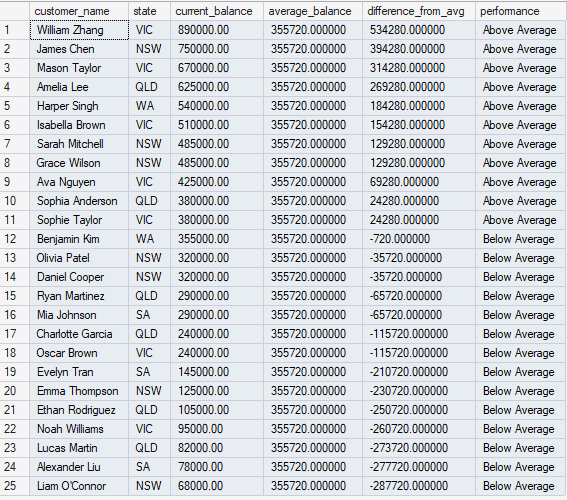 customer_name state current_balance average_balance difference_from_avg performance
1 William Zhang VIC 890000.00 355720.000000 534280.000000 Above Average
2 James Chen NSW 750000.00 355720.000000 394280.000000 Above Average
3 Mason Taylor VIC 670000.00 355720.000000 314280.000000 Above Average
4 Amelia Lee QLD 625000.00 355720.000000 269280.000000 Above Average
5 Harper Singh WA 540000.00 355720.000000 184280.000000 Above Average
6 Isabella Brown VIC 510000.00 355720.000000 154280.000000 Above Average
7 Sarah Mitchell NSW 485000.00 355720.000000 129280.000000 Above Average
8 Grace Wilson NSW 485000.00 355720.000000 129280.000000 Above Average
9 Ava Nguyen VIC 425000.00 355720.000000 69280.000000 Above Average
10 Sophia Anderson QLD 380000.00 355720.000000 24280.000000 Above Average
11 Sophie Taylor VIC 380000.00 355720.000000 24280.000000 Above Average
12 Benjamin Kim WA 355000.00 355720.000000 -720.000000 Below Average
13 Olivia Patel NSW 320000.00 355720.000000 -35720.000000 Below Average
14 Daniel Cooper NSW 320000.00 355720.000000 -35720.000000 Below Average
15 Ryan Martinez QLD 290000.00 355720.000000 -65720.000000 Below Average
16 Mia Johnson SA 290000.00 355720.000000 -65720.000000 Below Average
17 Charlotte Garcia QLD 240000.00 355720.000000 -115720.000000 Below Average
18 Oscar Brown VIC 240000.00 355720.000000 -115720.000000 Below Average
19 Evelyn Tran SA 145000.00 355720.000000 -210720.000000 Below Average
20 Emma Thompson NSW 125000.00 355720.000000 -230720.000000 Below Average
21 Ethan Rodriguez QLD 105000.00 355720.000000 -250720.000000 Below Average
22 Noah Williams VIC 95000.00 355720.000000 -260720.000000 Below Average
23 Lucas Martin QLD 82000.00 355720.000000 -273720.000000 Below Average
24 Alexander Liu SA 78000.00 355720.000000 -277720.000000 Below Average
25 Liam O'Connor NSW 68000.00 355720.000000 -287720.000000 Below Average